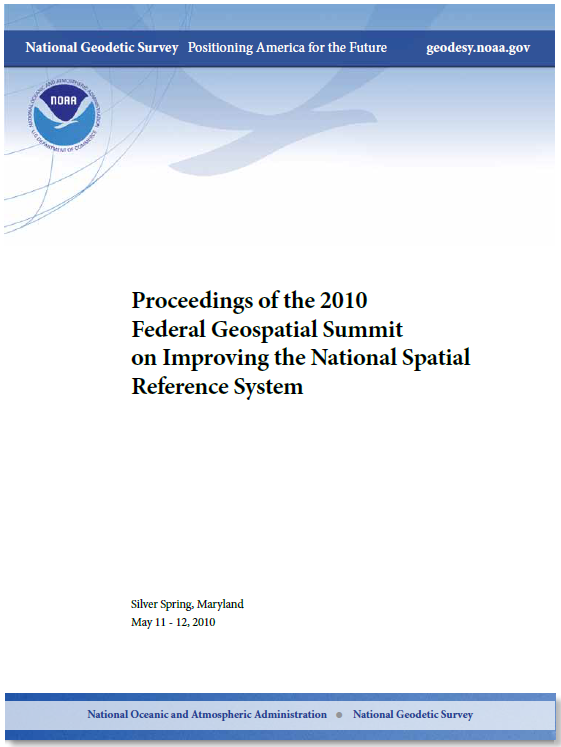 National Geodetic Survey Positioning America for the Future geodesy.noaa.gov
NATIONAL OCEANIC AND ATMOSPHERIC ADMINISTRATION
NOAA
U.S. DEPARTMENT OF COMMERCE
Proceedings of the 2010
Federal Geospatial Summit
on Improving the National Spatial
Reference System
Silver Spring, Maryland
May 11 - 12, 2010
National Oceanic and Atmospheric Administration ● National Geodetic Survey